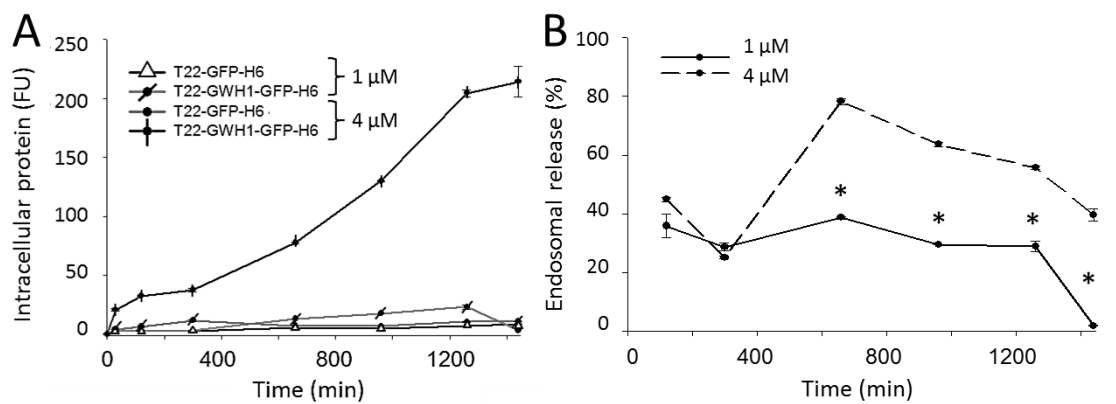 A
Intracellular protein (FU)
250
200
150
100
50
0
T22-GFP-H6
T22-GWH1-GFP-H6
1 µM
T22-GFP-H6
T22-GWH1-GFP-H6
4 µM
0 400 800 1200
Time (min)
B
Endosomal release (%)
100
80
60
40
20
0
1 µM
4 µM
*
*
*
*
0 400 800 1200
Time (min)